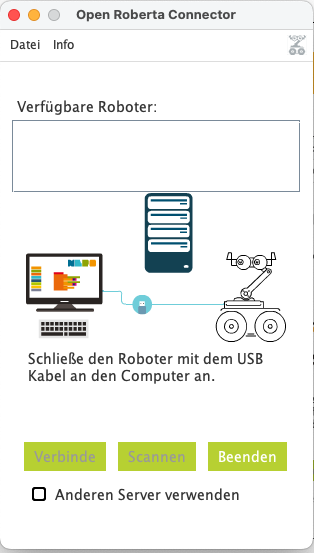 Open Roberta Connector
Datei Info
Verfügbare Roboter:
NEPO
Schließe den Roboter mit dem USB
Kabel an den Computer an.
Verbinde Scannen Beenden
Anderen Server verwenden